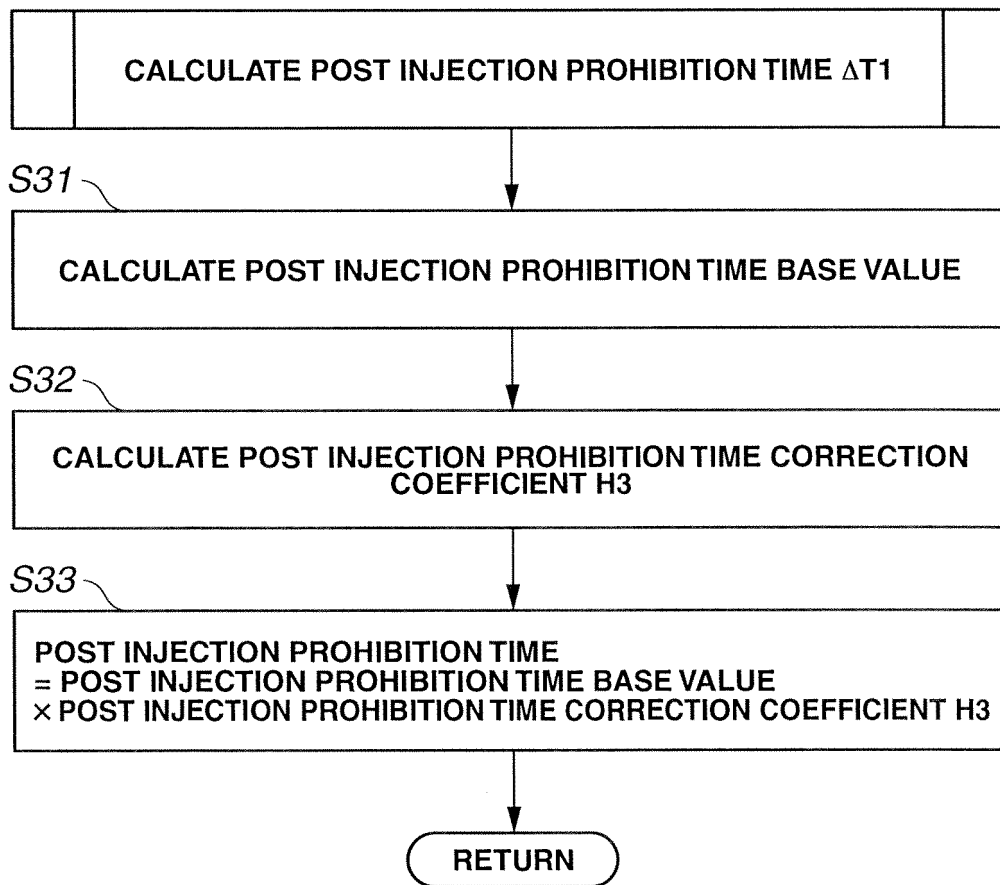 CALCULATE POST INJECTION PROHIBITION TIME ΔT1
S31
CALCULATE POST INJECTION PROHIBITION TIME BASE VALUE
S32
CALCULATE POST INJECTION PROHIBITION TIME CORRECTION
COEFFICIENT H3
S33
POST INJECTION PROHIBITION TIME
= POST INJECTION PROHIBITION TIME BASE VALUE
× POST INJECTION PROHIBITION TIME CORRECTION COEFFICIENT H3
RETURN